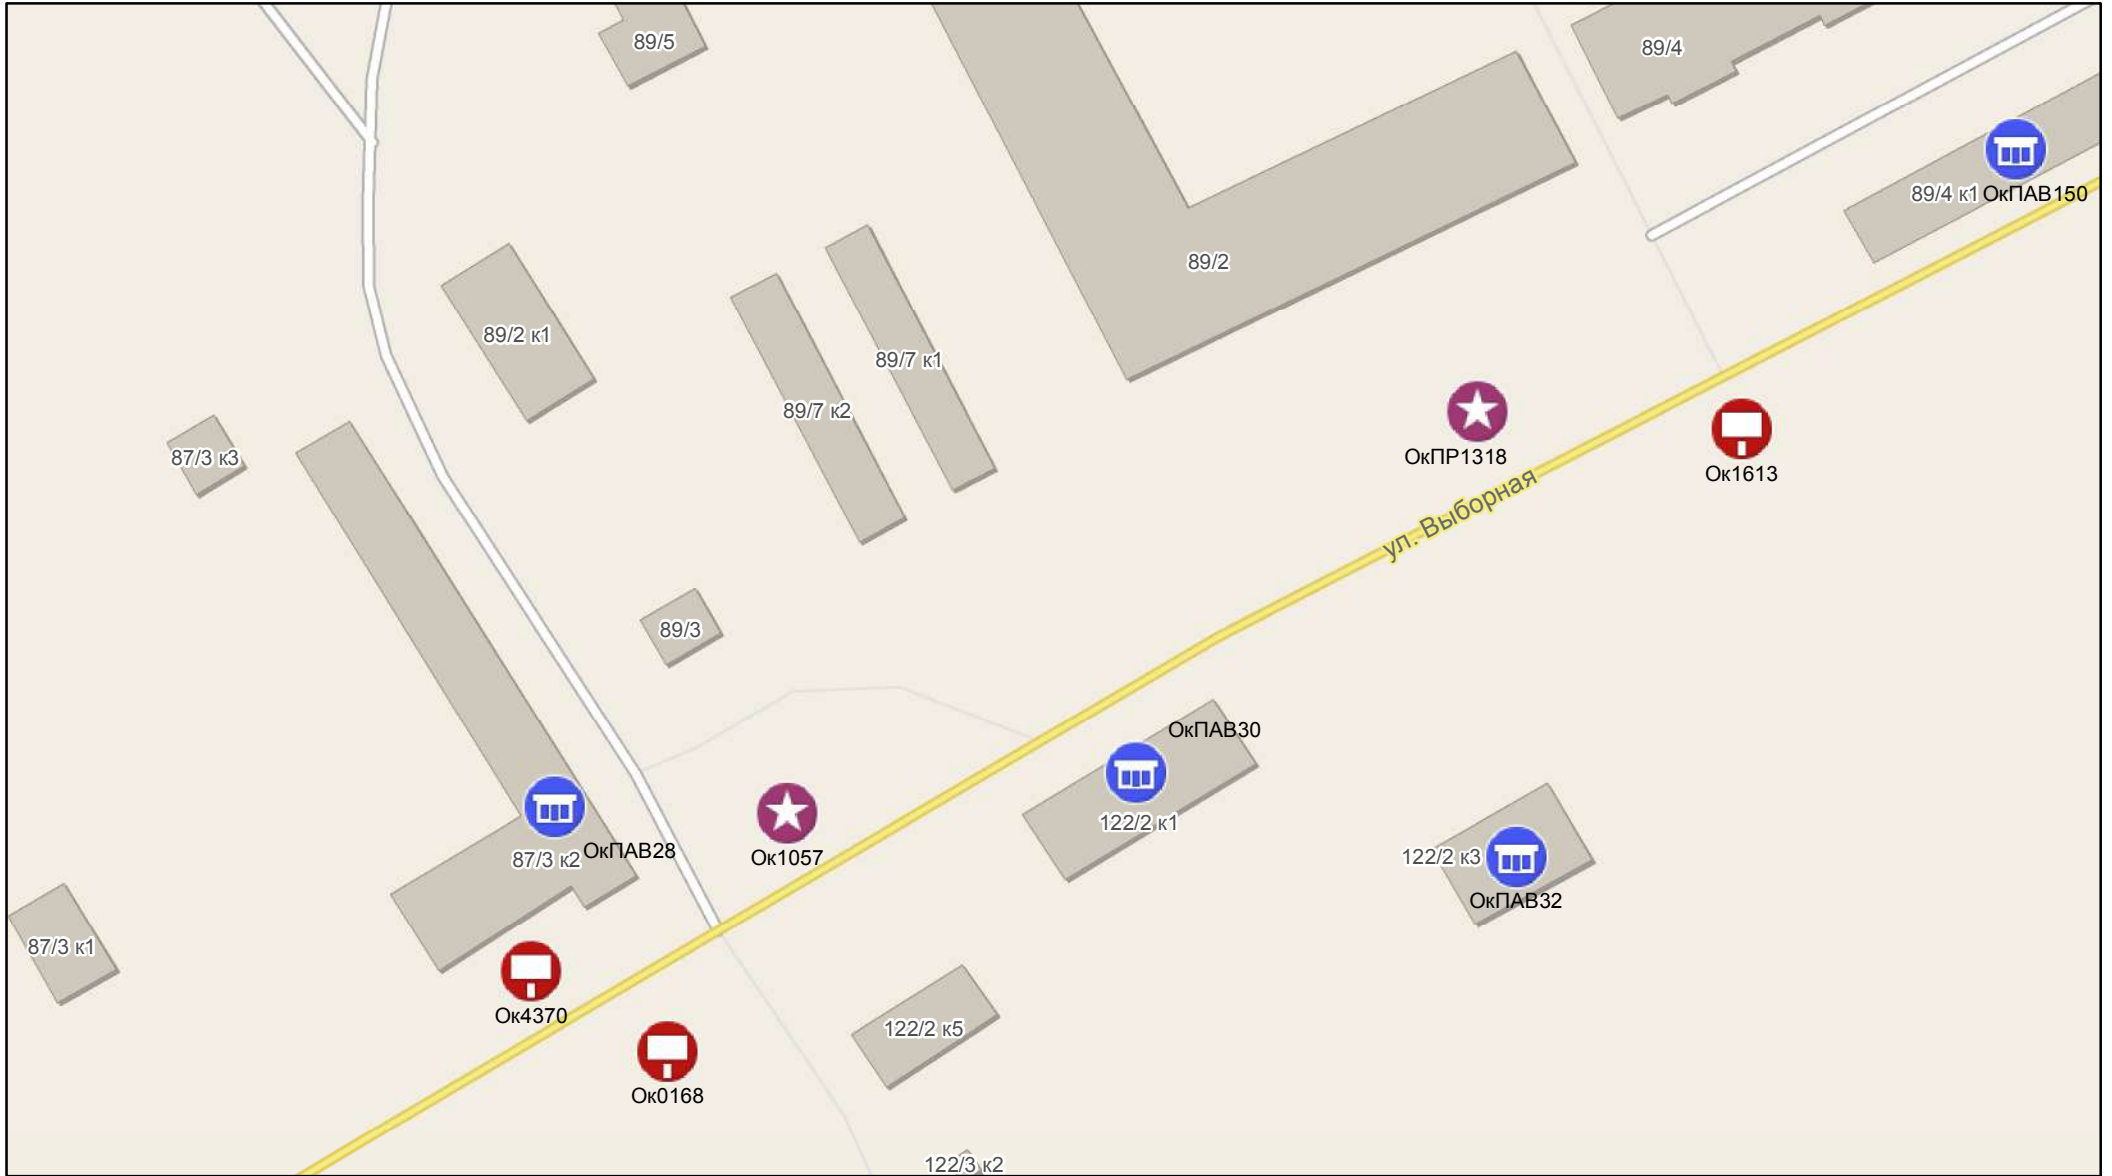 89/5
89/4
89/4 к1
ОкПАВ150
89/2
89/2 к1
89/7 к1
89/7 к2
87/3 к3
ОкПР1318
Ок1613
ул. Выборная
89/3
ОкПАВ30
122/2 к1
ОкПАВ28
87/3 к2
Ок1057
122/2 к3
ОкПАВ32
87/3 к1
Ок4370
122/2 к5
Ок0168
122/3 к2